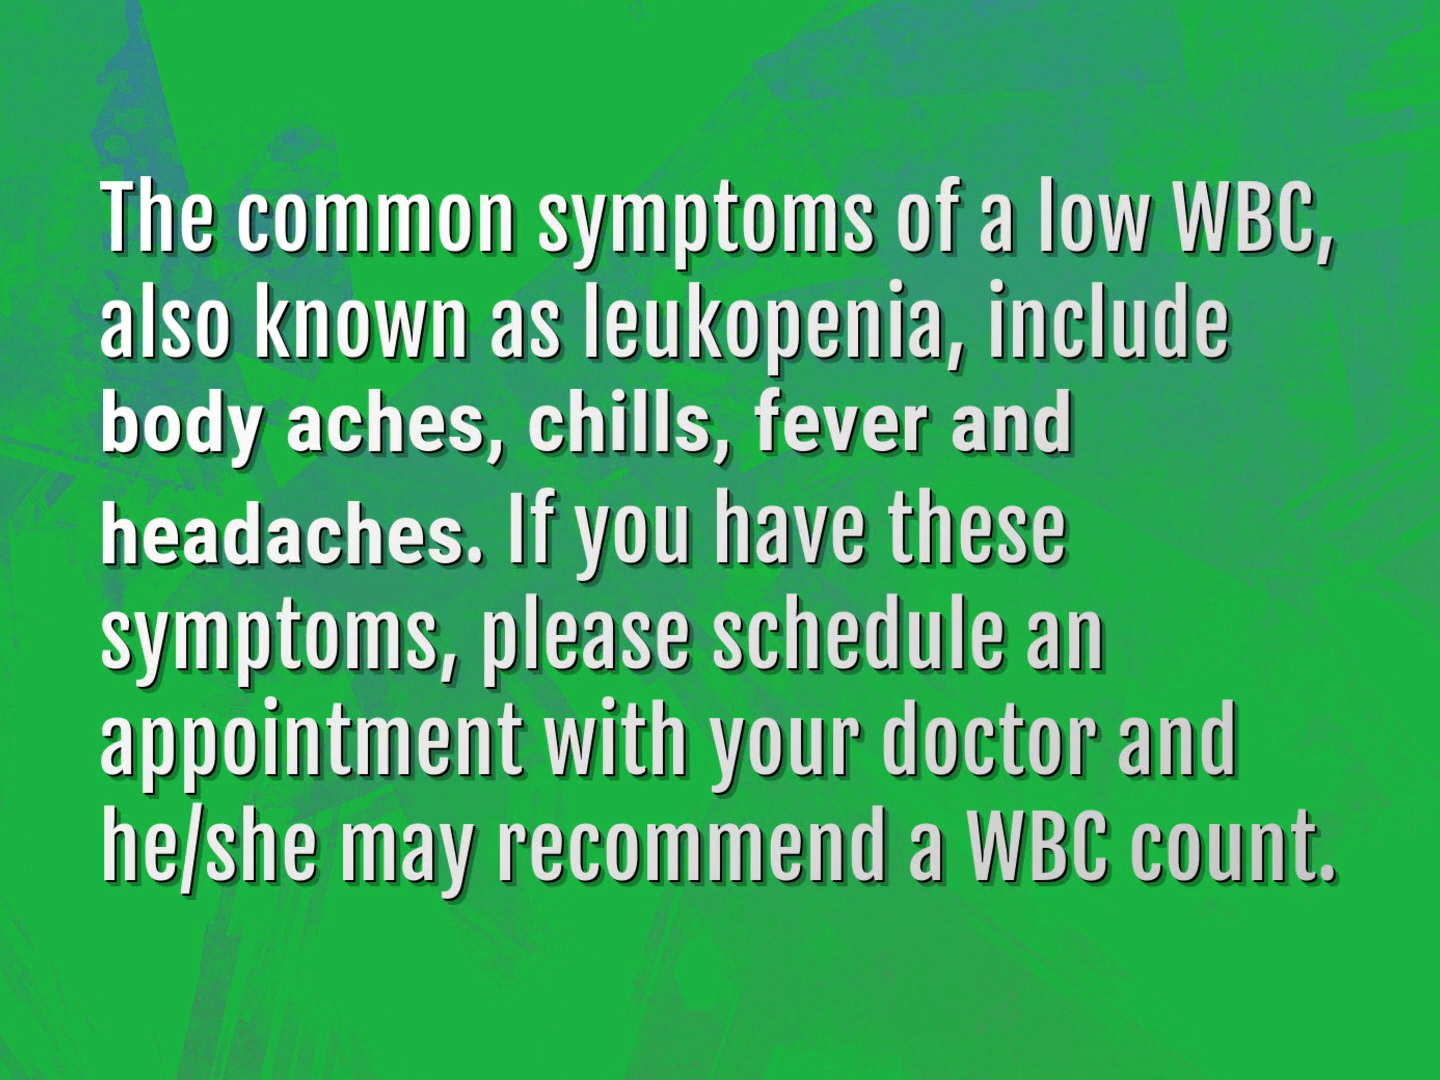 The common symptoms of a low WBC,
also known as leukopenia, include
body aches, chills, fever and
headaches. If you have these
symptoms, please schedule an
appointment with your doctor and
he/she may recommend a WBC count.